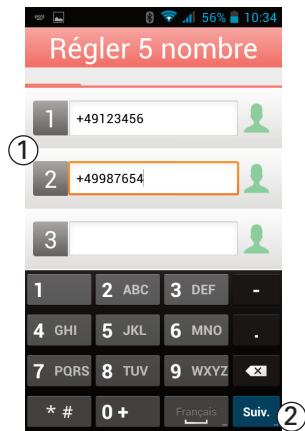 56% 10:34
Régler 5 nombre
1 +49123456
①
2 +49987654
3
1 2 ABC 3 DEF -
4 GHI 5 JKL 6 MNO .
7 PQRS 8 TUV 9 WXYZ
* # 0 + Français Suiv. ②